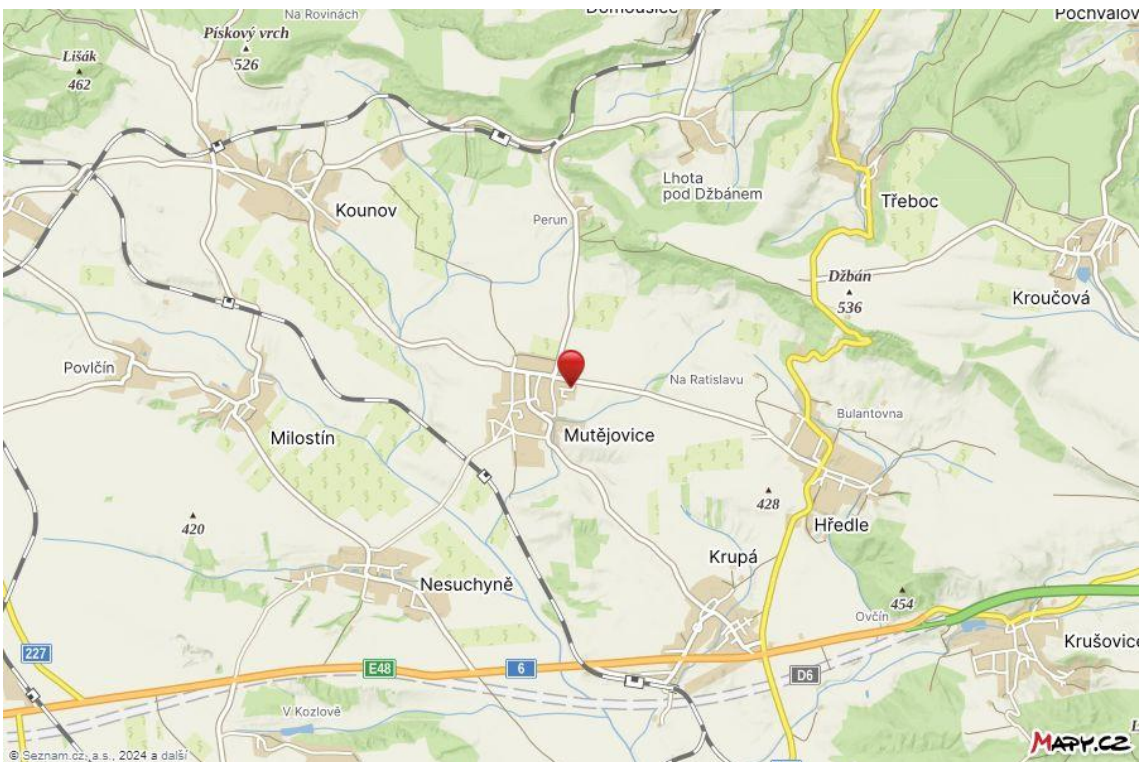 Na Rovinách
Pískový vrch
526
Lišák
462
Kounov
Lhota
pod Džbánem
Perun
Třeboc
Džbán
536
Kroučová
Povlčín
Milostín
Mutějovice
Na Ratislavu
Bulantovna
420
428
Hředle
Nesuchyně
Krupá
454
Ovčín
Krušovice
227
E48
6
D6
V Kozlově
© Seznam.cz, a.s., 2024 a další
MAPY.CZ